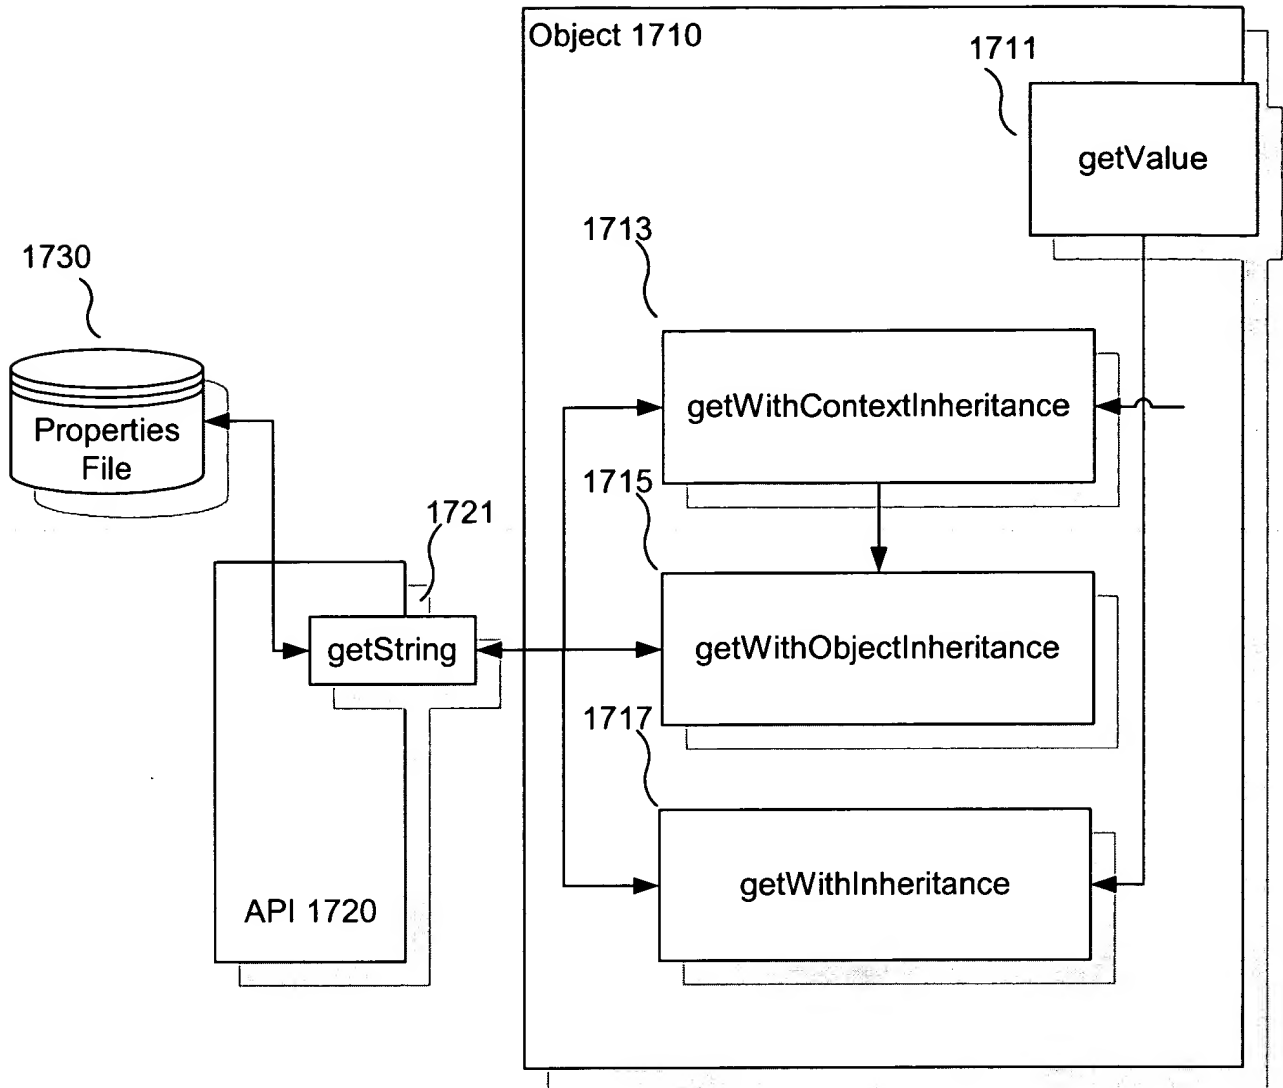 Object 1710
1711
getValue
1713
1730
getWithContextInheritance
Properties
File
1715
1721
getString
getWithObjectInheritance
1717
getWithInheritance
API 1720